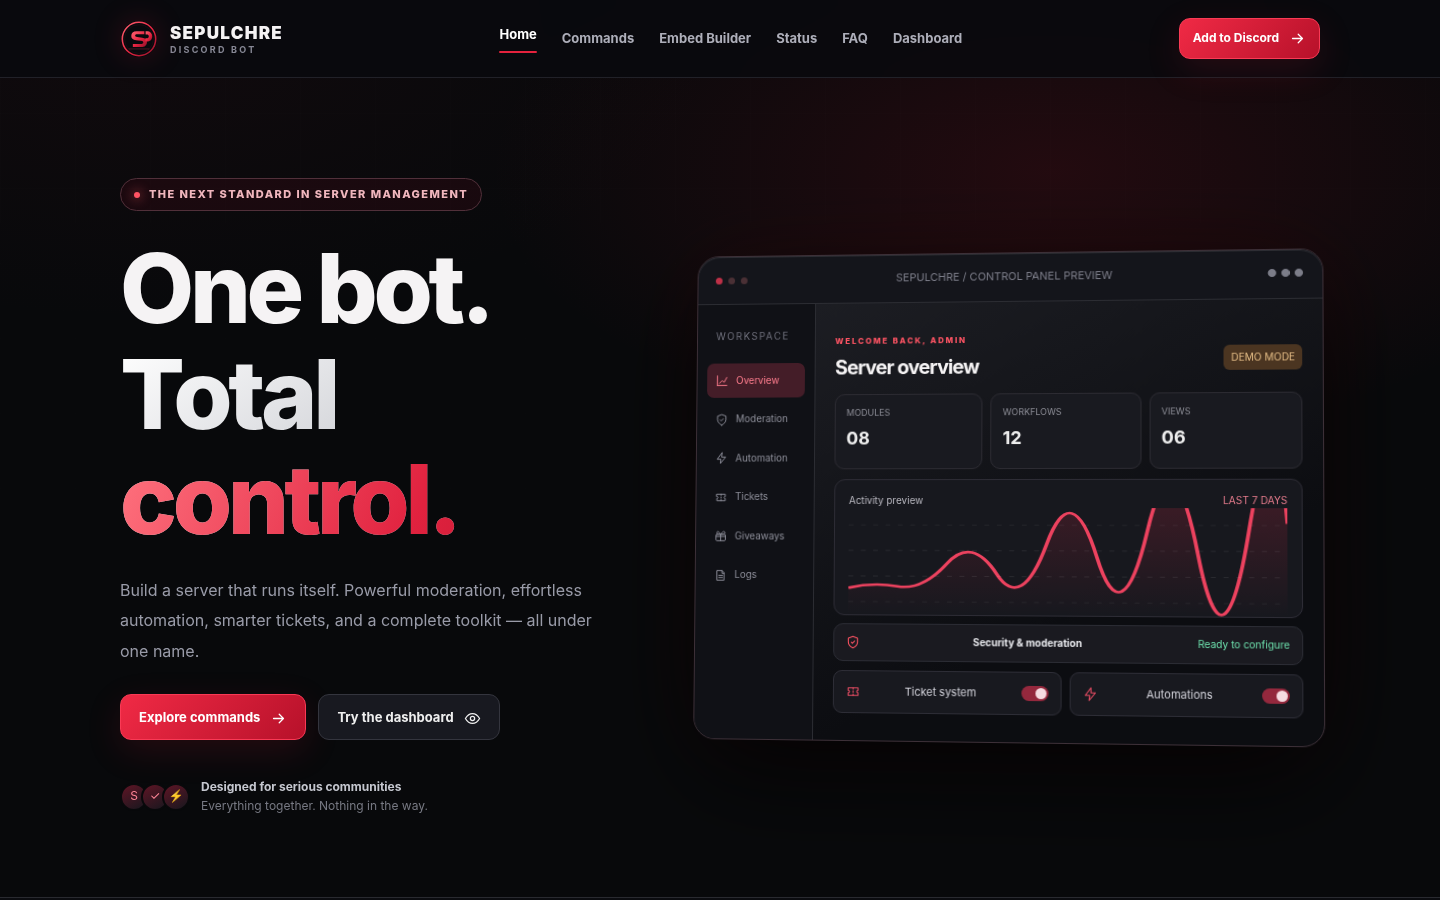 SEPULCHRE
DISCORD BOT
Home
Commands
Embed Builder
Status
FAQ
Dashboard
Add to Discord
THE NEXT STANDARD IN SERVER MANAGEMENT
One bot.
Total
control.
Build a server that runs itself. Powerful moderation, effortless
automation, smarter tickets, and a complete toolkit — all under
one name.
Explore commands
Try the dashboard
S
Designed for serious communities
Everything together. Nothing in the way.
SEPULCHRE / CONTROL PANEL PREVIEW
WORKSPACE
Overview
Moderation
Automation
Tickets
Giveaways
Logs
WELCOME BACK, ADMIN
Server overview
DEMO MODE
MODULES
08
WORKFLOWS
12
VIEWS
06
Activity preview
LAST 7 DAYS
Security & moderation
Ready to configure
Ticket system
Automations